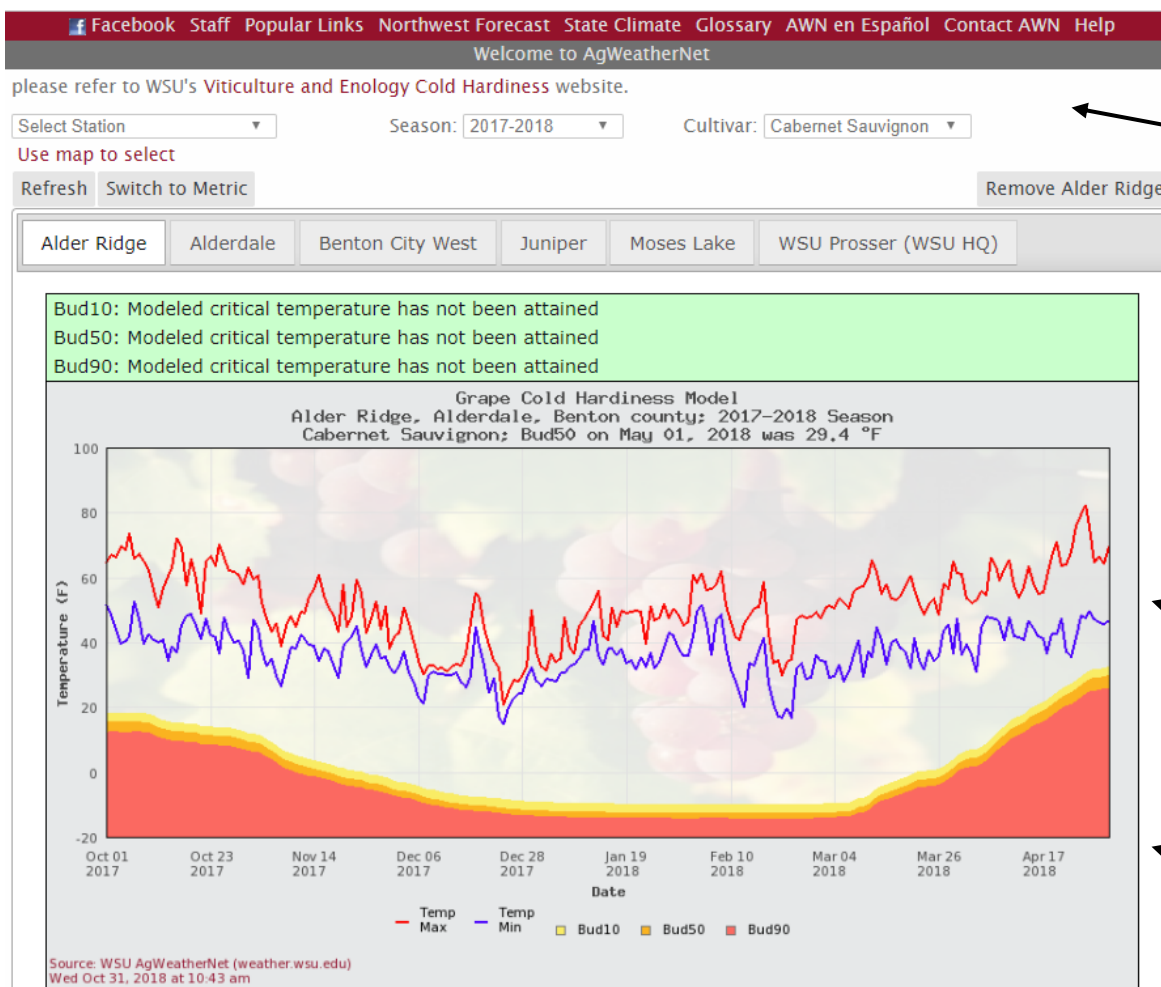 Facebook Staff Popular Links Northwest Forecast State Climate Glossary AWN en Español Contact AWN Help
Welcome to AgWeatherNet
please refer to WSU's Viticulture and Enology Cold Hardiness website.
Select Station Season: 2017-2018 Cultivar: Cabernet Sauvignon
Use map to select
Refresh Switch to Metric Remove Alder Ridge
Alder Ridge Alderdale Benton City West Juniper Moses Lake WSU Prosser (WSU HQ)
Bud10: Modeled critical temperature has not been attained
Bud50: Modeled critical temperature has not been attained
Bud90: Modeled critical temperature has not been attained
Grape Cold Hardiness Model
Alder Ridge, Alderdale, Benton county; 2017-2018 Season
Cabernet Sauvignon; Bud50 on May 01, 2018 was 29.4 °F
100
80
60
40
20
0
-20
Temperature (F)
Oct 01 Oct 23 Nov 14 Dec 06 Dec 28 Jan 19 Feb 10 Mar 04 Mar 26 Apr 17
2017 2017 2017 2017 2017 2018 2018 2018 2018 2018
Date
Temp Max Temp Min Bud10 Bud50 Bud90
Source: WSU AgWeatherNet (weather.wsu.edu)
Wed Oct 31, 2018 at 10:43 am